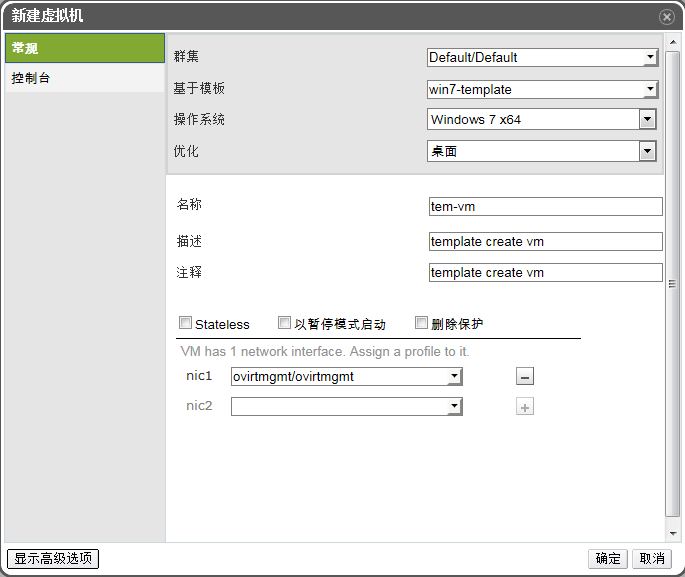 新建虚拟机
常规
控制台
群集 Default/Default
基于模板 win7-template
操作系统 Windows 7 x64
优化 桌面
名称 tem-vm
描述 template create vm
注释 template create vm
Stateless 以暂停模式启动 删除保护
VM has 1 network interface. Assign a profile to it.
nic1 ovirtmgmt/ovirtmgmt
nic2
显示高级选项 确定 取消